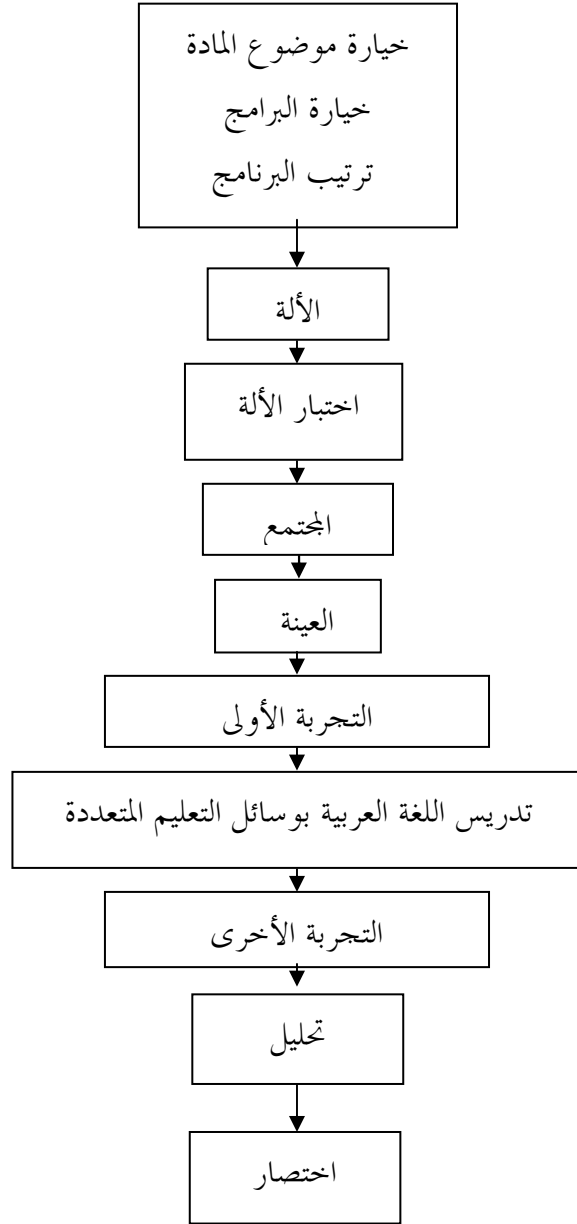 خيارة موضوع المادة
خيارة البرامج
ترتيب البرنامج
الألة
اختبار الألة
المجتمع
العينة
التجربة الأولى
تدريس اللغة العربية بوسائل التعليم المتعددة
التجربة الأخرى
تحليل
اختصار